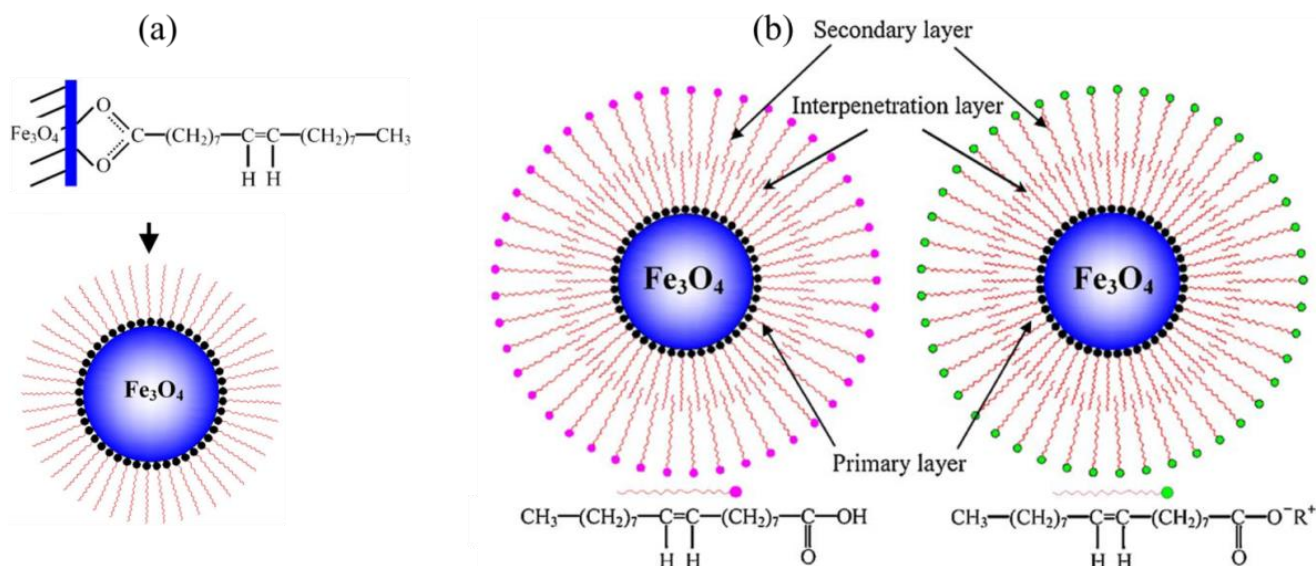 (a)
Fe₃O₄
O
O
C—(CH₂)₇—C=C—(CH₂)₇—CH₃
H H
Fe₃O₄
(b)
Secondary layer
Interpenetration layer
Fe₃O₄
Fe₃O₄
Primary layer
CH₃—(CH₂)₇—C=C—(CH₂)₇—C—OH
H H O
CH₃—(CH₂)₇—C=C—(CH₂)₇—C—O⁻R⁺
H H O